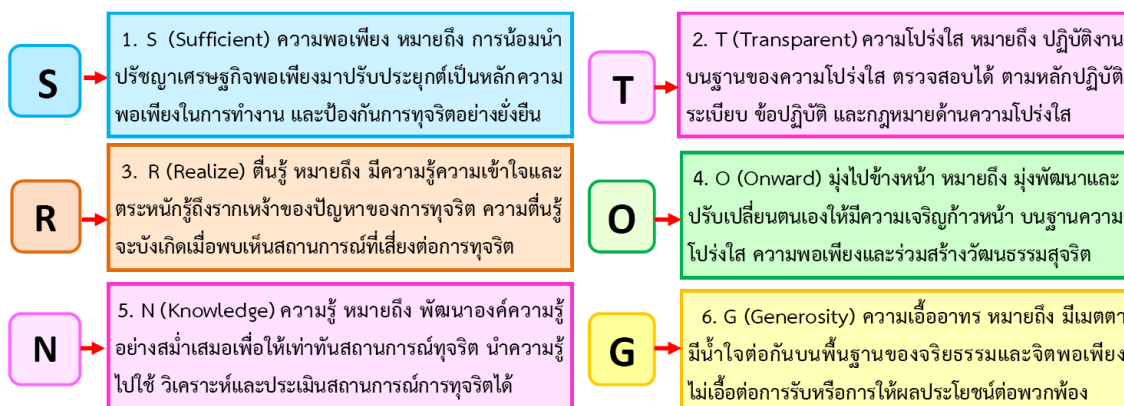 S
1. S (Sufficient) ความพอเพียง หมายถึง การน้อมนำ
ปรัชญาเศรษฐกิจพอเพียงมาปรับประยุกต์เป็นหลักความ
พอเพียงในการทำงาน และป้องกันการทุจริตอย่างยั่งยืน
T
2. T (Transparent) ความโปร่งใส หมายถึง ปฏิบัติงาน
บนฐานของความโปร่งใส ตรวจสอบได้ ตามหลักปฏิบัติ
ระเบียบ ข้อปฏิบัติ และกฎหมายด้านความโปร่งใส
R
3. R (Realize) ตื่นรู้ หมายถึง มีความรู้ความเข้าใจและ
ตระหนักรู้ถึงรากเหง้าของปัญหาของการทุจริต ความตื่นรู้
จะบังเกิดเมื่อพบเห็นสถานการณ์ที่เสี่ยงต่อการทุจริต
O
4. O (Onward) มุ่งไปข้างหน้า หมายถึง มุ่งพัฒนาและ
ปรับเปลี่ยนตนเองให้มีความเจริญก้าวหน้า บนฐานความ
โปร่งใส ความพอเพียงและร่วมสร้างวัฒนธรรมสุจริต
N
5. N (Knowledge) ความรู้ หมายถึง พัฒนาองค์ความรู้
อย่างสม่ำเสมอเพื่อให้เท่าทันสถานการณ์ทุจริต นำความรู้
ไปใช้ วิเคราะห์และประเมินสถานการณ์การทุจริตได้
G
6. G (Generosity) ความเอื้ออาทร หมายถึง มีเมตตา
มีน้ำใจต่อกันบนพื้นฐานของจริยธรรมและจิตพอเพียง
ไม่เอื้อต่อการรับหรือการให้ผลประโยชน์ต่อพวกพ้อง